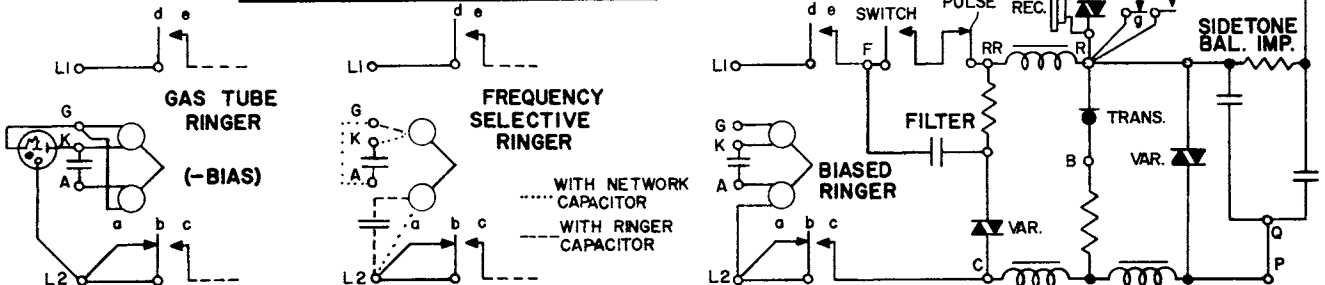 d e
L1
GAS TUBE
RINGER
(-BIAS)
G
K
A
a b c
L2
d e
L1
FREQUENCY
SELECTIVE
RINGER
G
K
A
WITH NETWORK
CAPACITOR
WITH RINGER
CAPACITOR
a b c
L2
d e
L1
F
SWITCH
PULSE
RR
R
REC.
g
SIDETONE
BAL. IMP.
FILTER
TRANS.
B
VAR.
G
K
A
BIASED
RINGER
a b c
L2
VAR.
C
Q
P